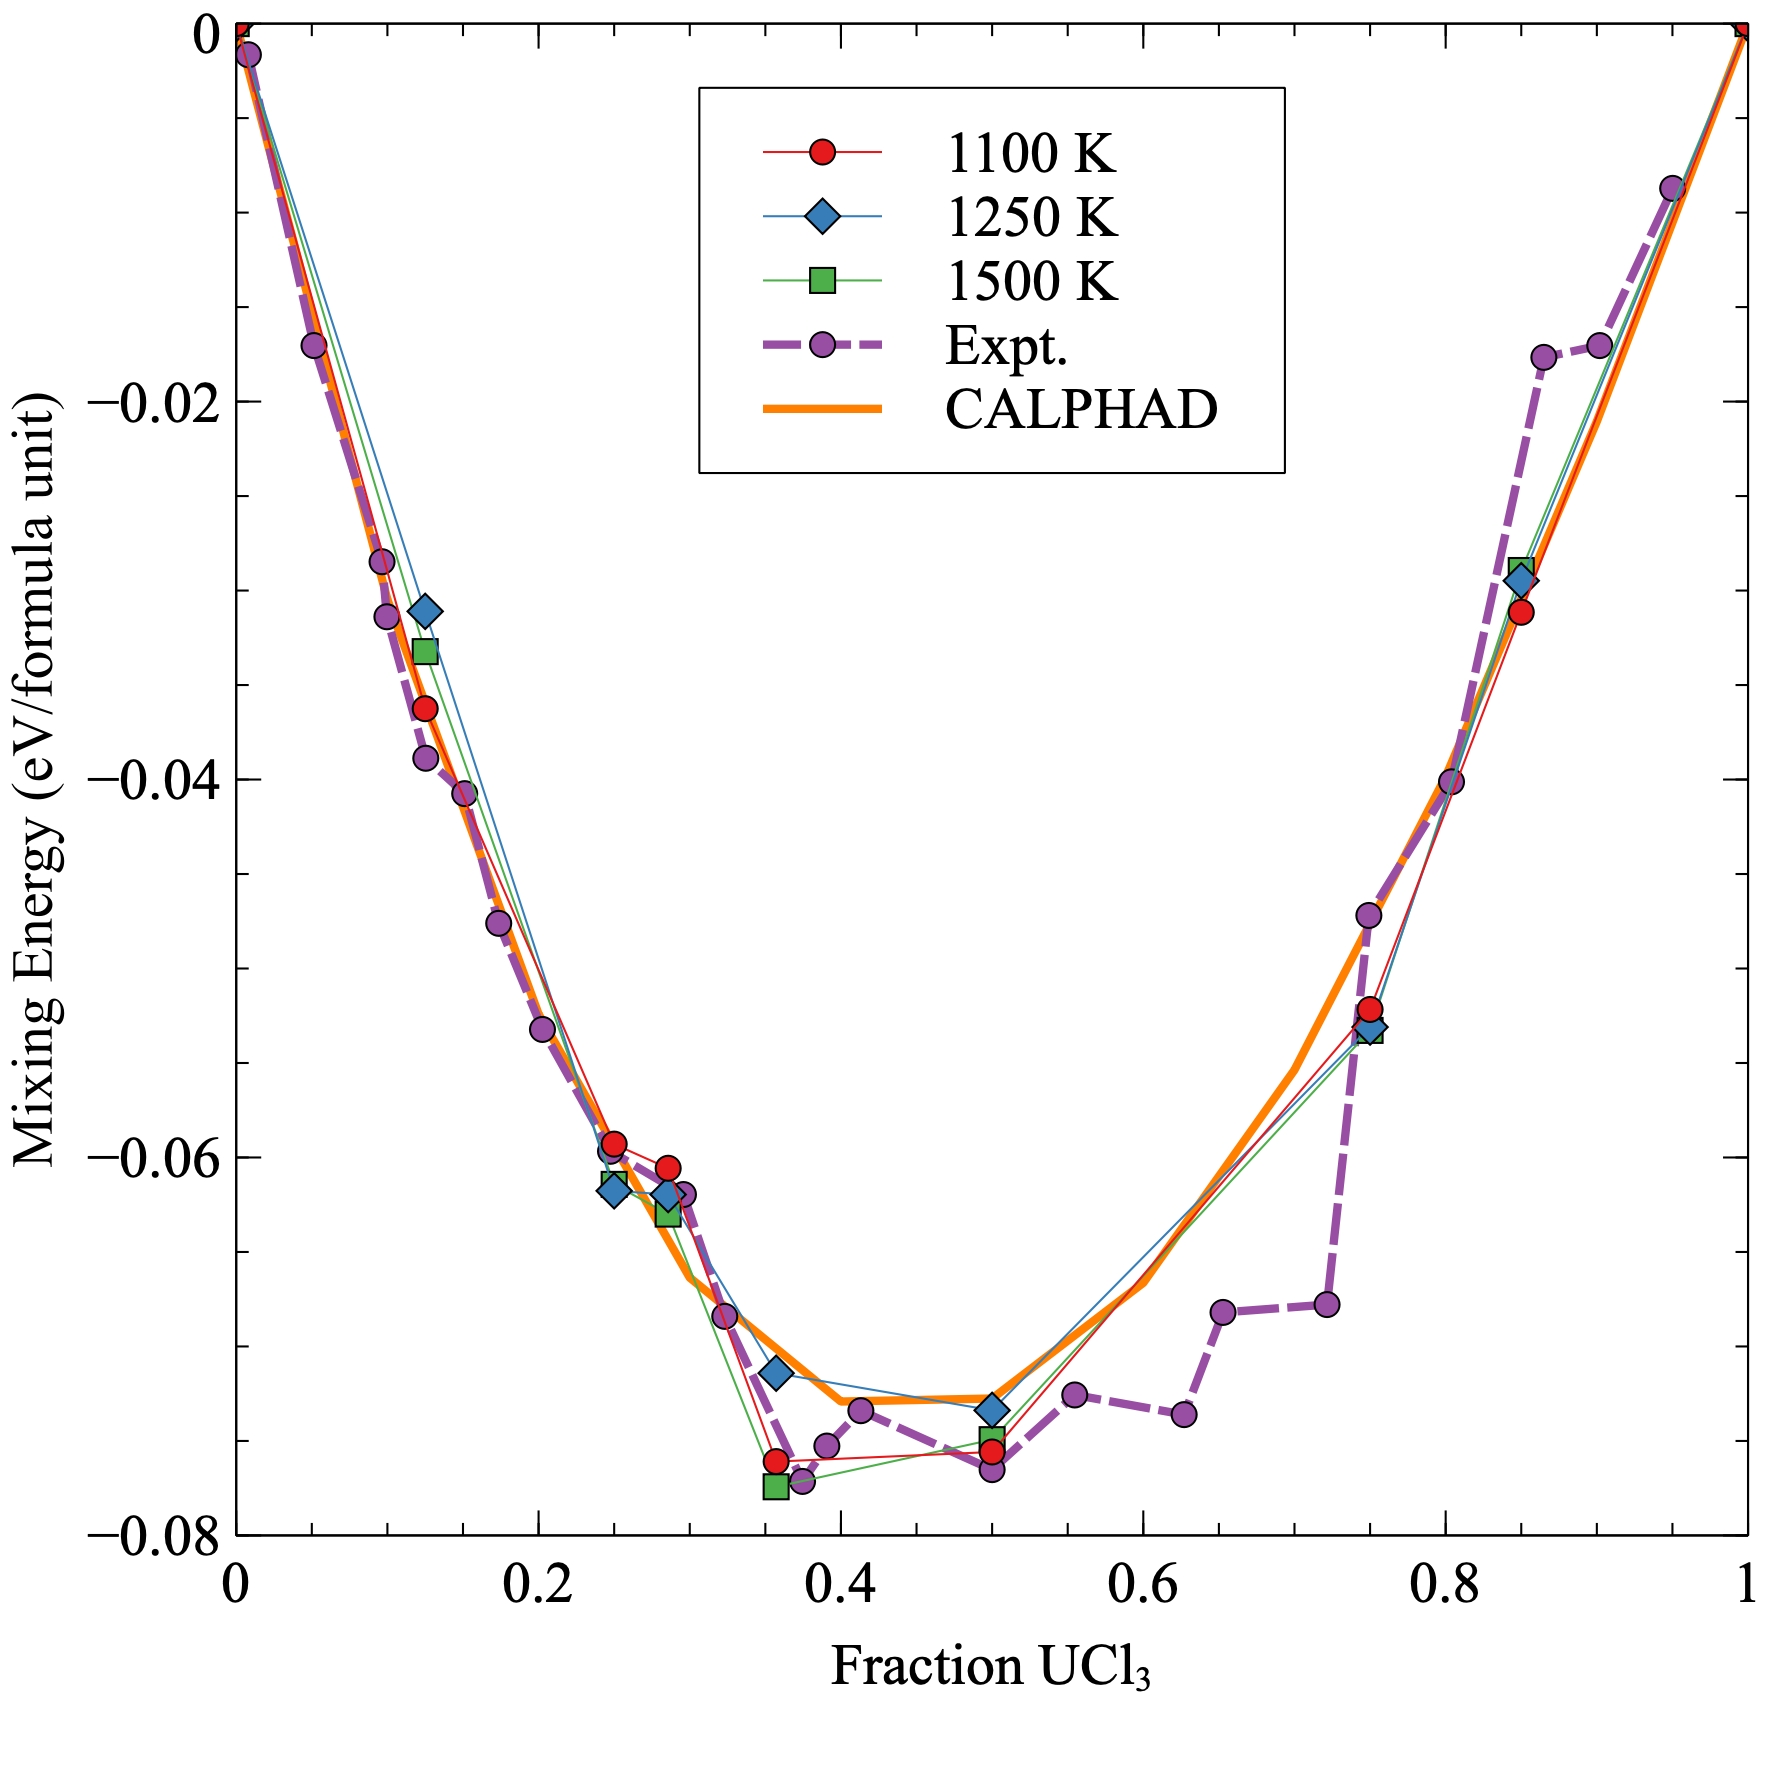 0
−0.02
−0.04
−0.06
−0.08
Mixing Energy (eV/formula unit)
1100 K
1250 K
1500 K
Expt.
CALPHAD
0 0.2 0.4 0.6 0.8 1
Fraction UCl₃